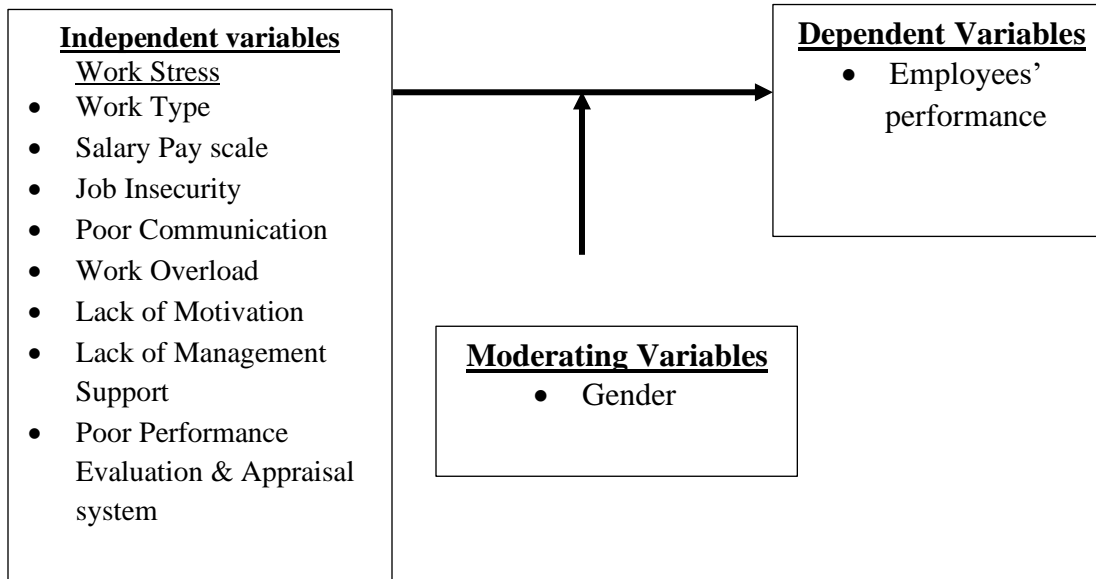 Independent variables
Work Stress
• Work Type
• Salary Pay scale
• Job Insecurity
• Poor Communication
• Work Overload
• Lack of Motivation
• Lack of Management
Support
• Poor Performance
Evaluation & Appraisal
system
Dependent Variables
• Employees’
performance
Moderating Variables
• Gender